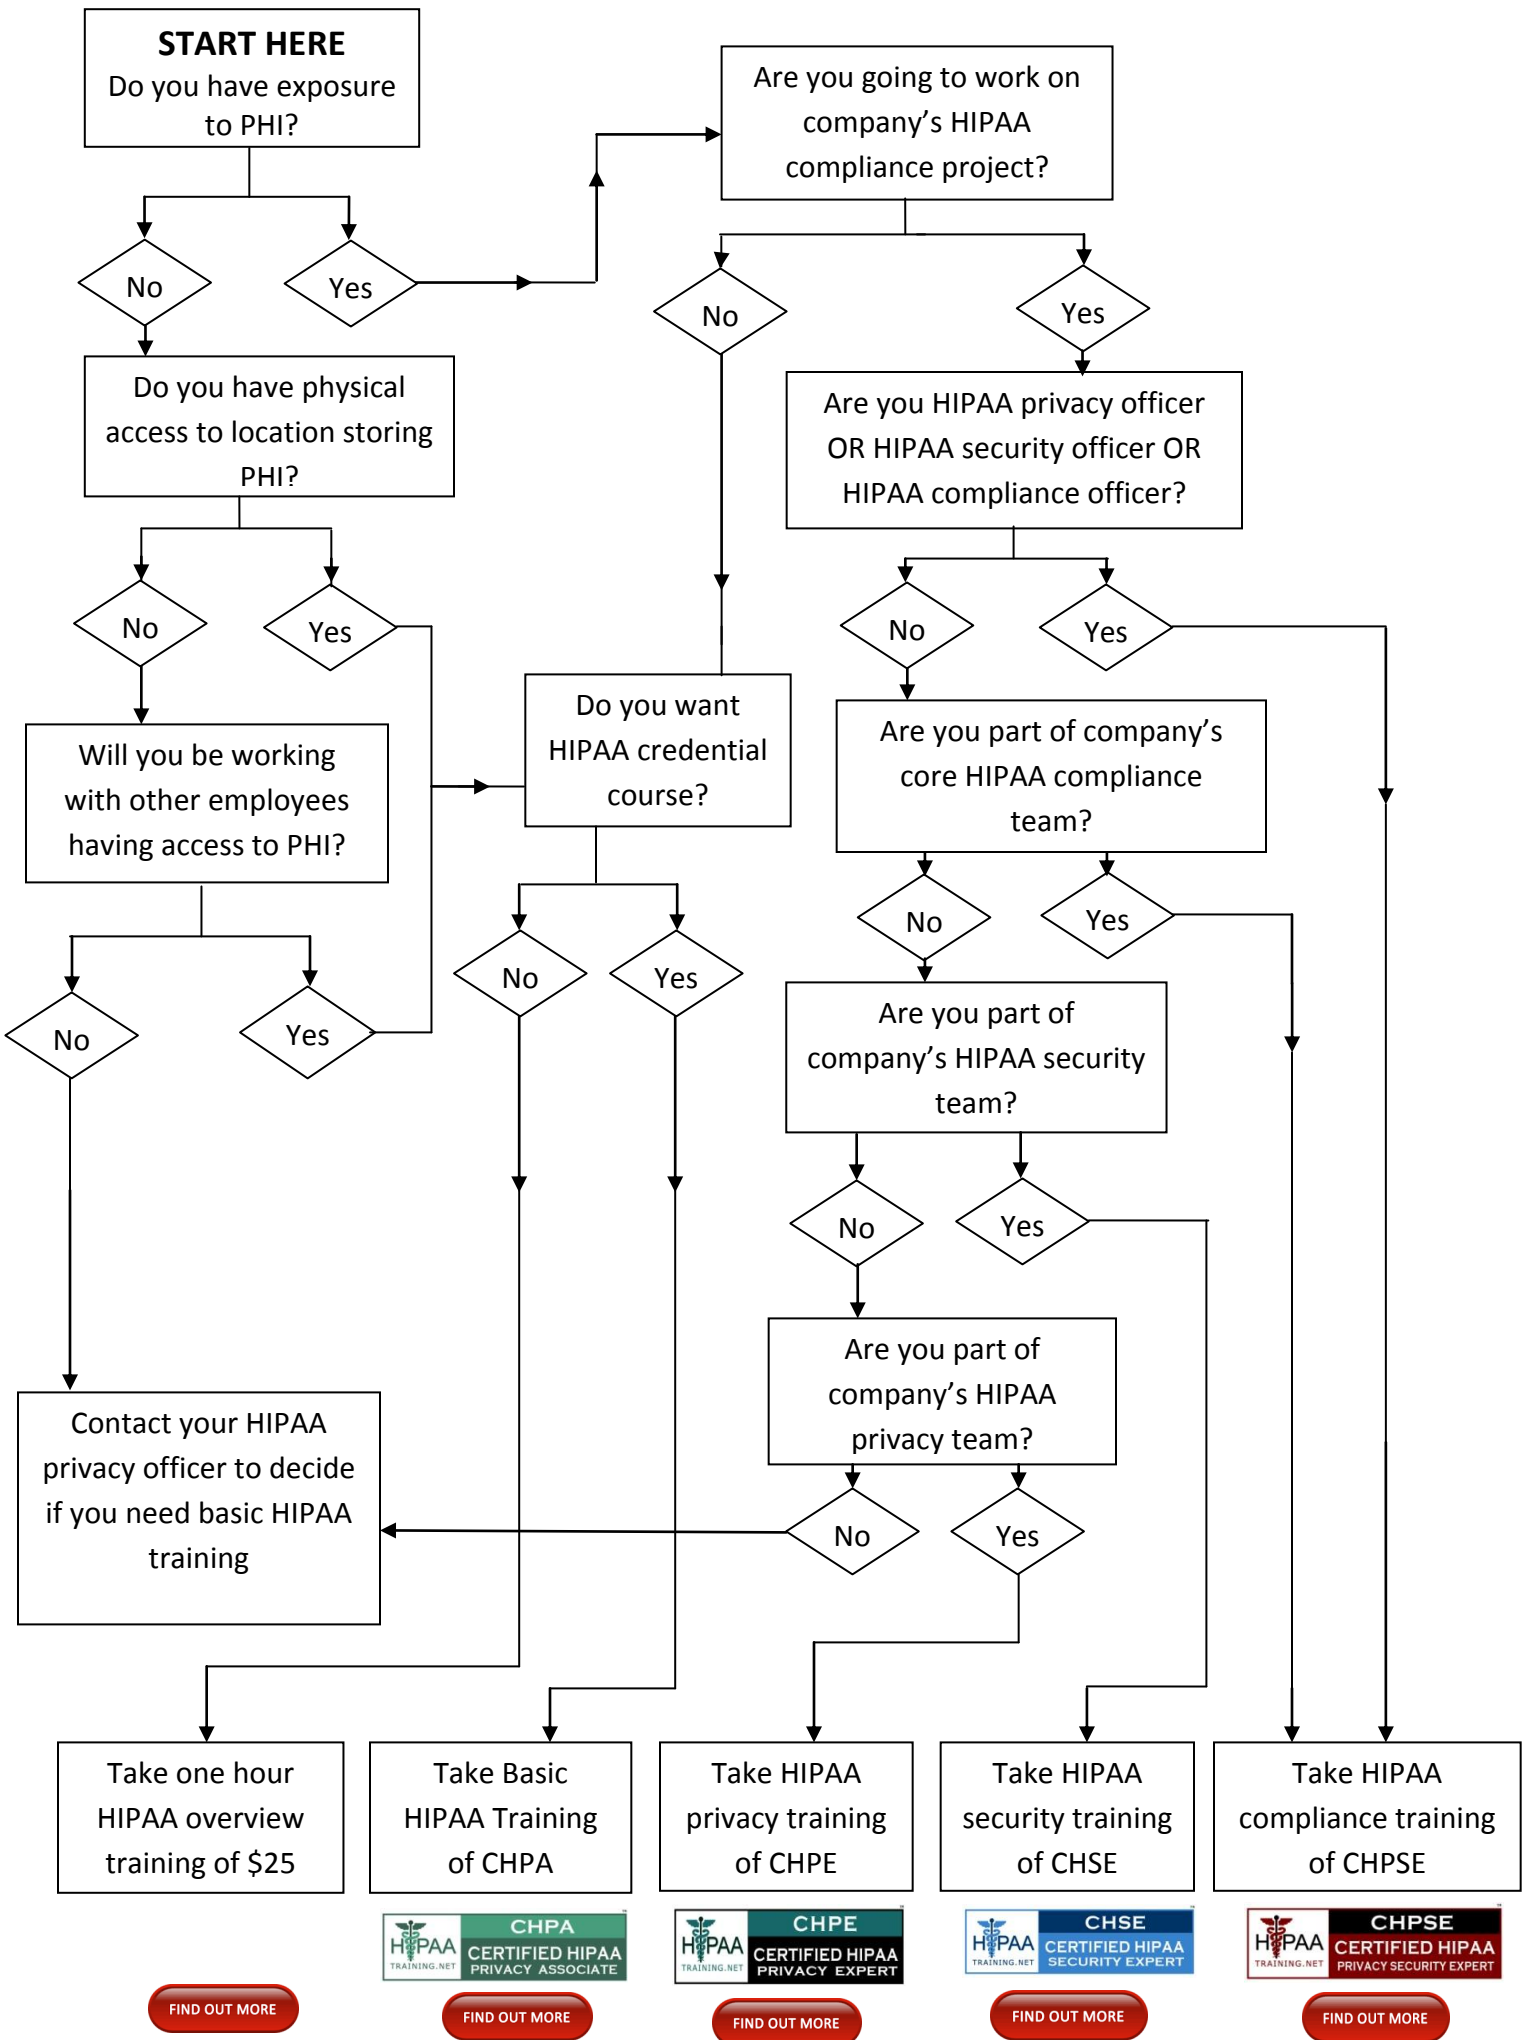 START HERE
Do you have exposure
to PHI?
Are you going to work on
company’s HIPAA
compliance project?
No
Yes
No
Yes
Do you have physical
access to location storing
PHI?
Are you HIPAA privacy officer
OR HIPAA security officer OR
HIPAA compliance officer?
No
Yes
No
Yes
Do you want
HIPAA credential
course?
Are you part of company’s
core HIPAA compliance
team?
Will you be working
with other employees
having access to PHI?
No
Yes
No
Yes
No
Yes
Are you part of
company’s HIPAA security
team?
No
Yes
Are you part of
company’s HIPAA
privacy team?
Contact your HIPAA
privacy officer to decide
if you need basic HIPAA
training
No
Yes
Take one hour
HIPAA overview
training of $25
Take Basic
HIPAA Training
of CHPA
Take HIPAA
privacy training
of CHPE
Take HIPAA
security training
of CHSE
Take HIPAA
compliance training
of CHPSE
HIPAA
TRAINING.NET
CHPA
CERTIFIED HIPAA
PRIVACY ASSOCIATE
™
HIPAA
TRAINING.NET
CHPE
CERTIFIED HIPAA
PRIVACY EXPERT
™
HIPAA
TRAINING.NET
CHSE
CERTIFIED HIPAA
SECURITY EXPERT
™
HIPAA
TRAINING.NET
CHPSE
CERTIFIED HIPAA
PRIVACY SECURITY EXPERT
™
FIND OUT MORE
FIND OUT MORE
FIND OUT MORE
FIND OUT MORE
FIND OUT MORE